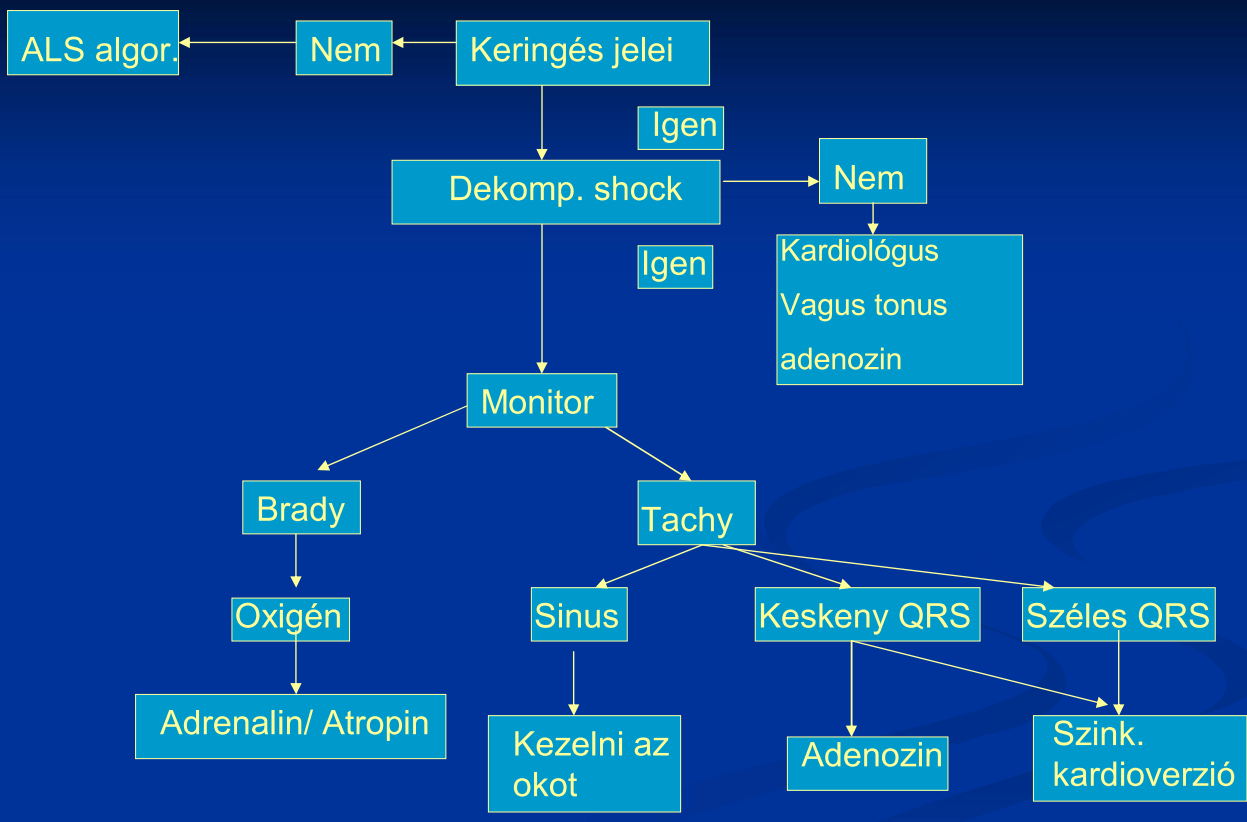 ALS algor.
Nem
Keringés jelei
Igen
Dekomp. shock
Nem
Igen
Kardiológus
Vagus tonus
adenozin
Monitor
Brady
Tachy
Oxigén
Sinus
Keskeny QRS
Széles QRS
Adrenalin/ Atropin
Kezelni az
okot
Adenozin
Szink.
kardioverzió